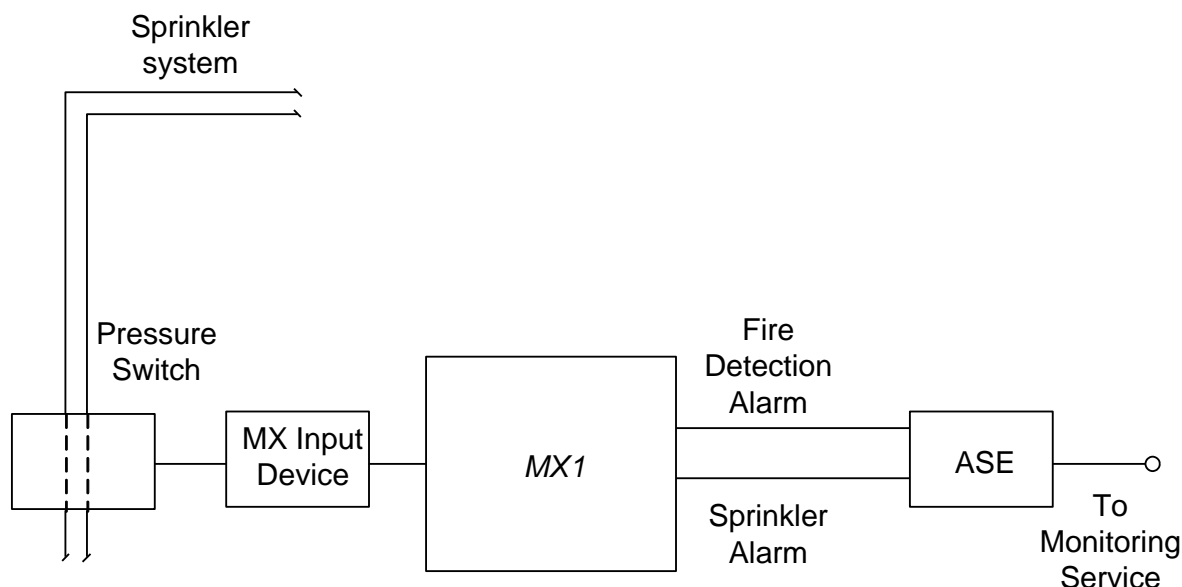 Sprinkler
system
Pressure
Switch
Fire
Detection
Alarm
MX Input
Device
MX1
ASE
Sprinkler
Alarm
To
Monitoring
Service